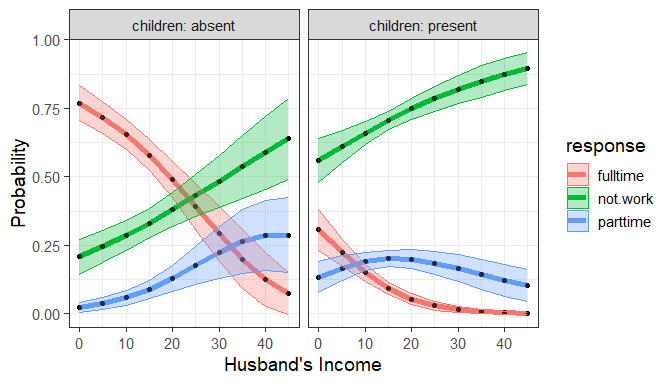 children: absent
children: present
1.00
0.75
0.50
0.25
0.00
Probability
0 10 20 30 40
0 10 20 30 40
Husband's Income
response
fulltime
not.work
parttime